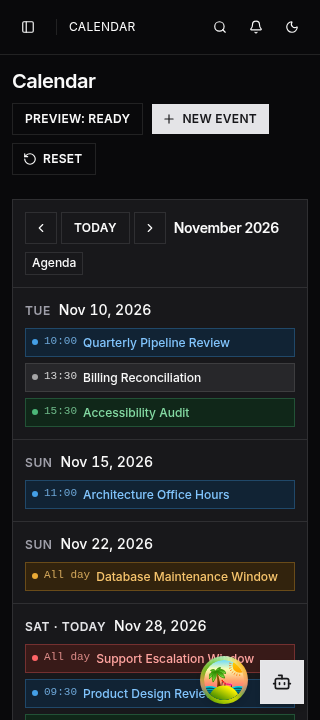 CALENDAR
Calendar
PREVIEW: READY
NEW EVENT
RESET
TODAY
November 2026
Agenda
TUE Nov 10, 2026
10:00 Quarterly Pipeline Review
13:30 Billing Reconciliation
15:30 Accessibility Audit
SUN Nov 15, 2026
11:00 Architecture Office Hours
SUN Nov 22, 2026
All day Database Maintenance Window
SAT · TODAY Nov 28, 2026
All day Support Escalation Window
09:30 Product Design Review